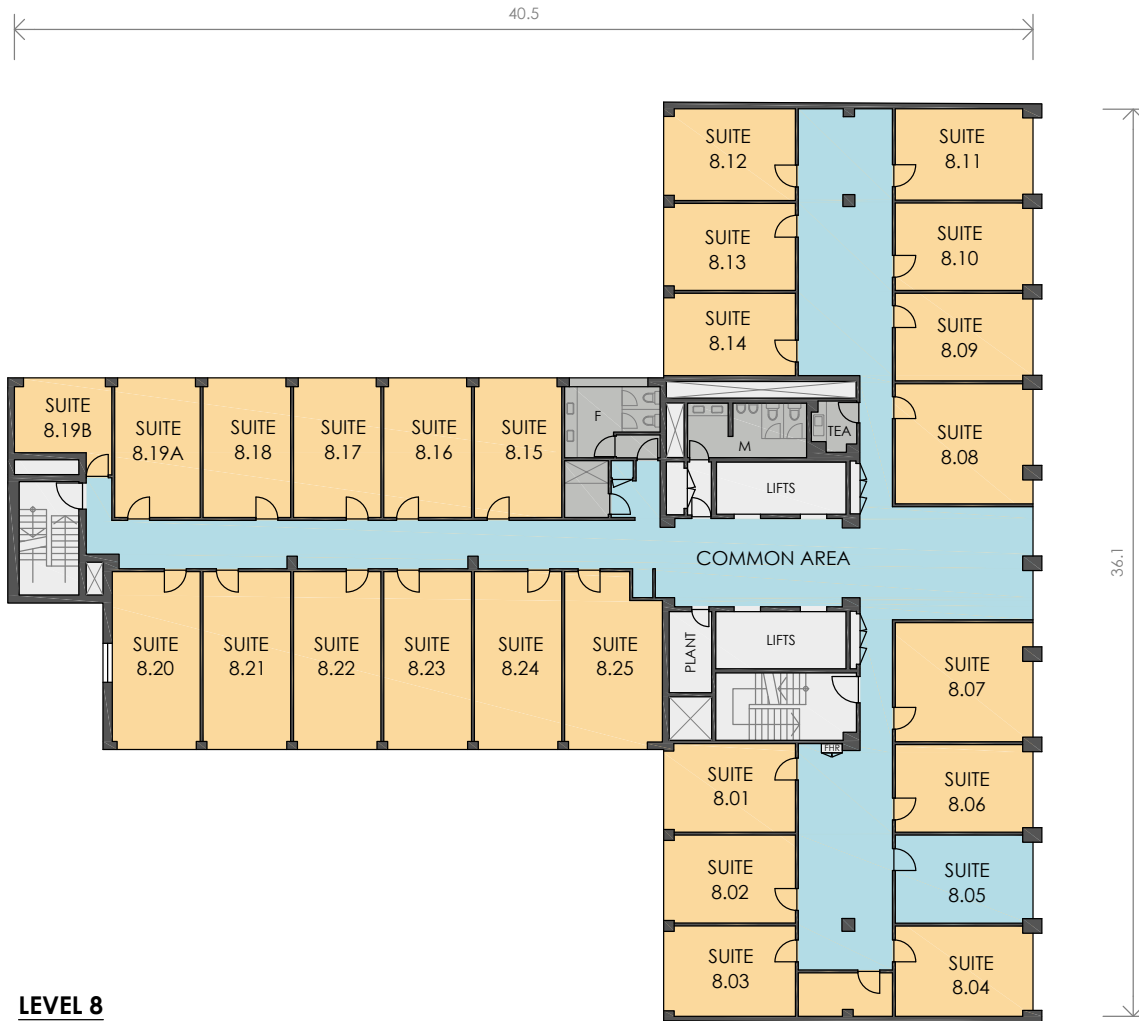 40.5
SUITE
8.12
SUITE
8.11
SUITE
8.13
SUITE
8.10
SUITE
8.14
SUITE
8.09
SUITE
8.19B
SUITE
8.19A
SUITE
8.18
SUITE
8.17
SUITE
8.16
SUITE
8.15
F
M
TEA
SUITE
8.08
LIFTS
COMMON AREA
36.1
SUITE
8.20
SUITE
8.21
SUITE
8.22
SUITE
8.23
SUITE
8.24
SUITE
8.25
PLANT
LIFTS
SUITE
8.07
FHR
SUITE
8.01
SUITE
8.06
SUITE
8.02
SUITE
8.05
SUITE
8.03
SUITE
8.04
LEVEL 8